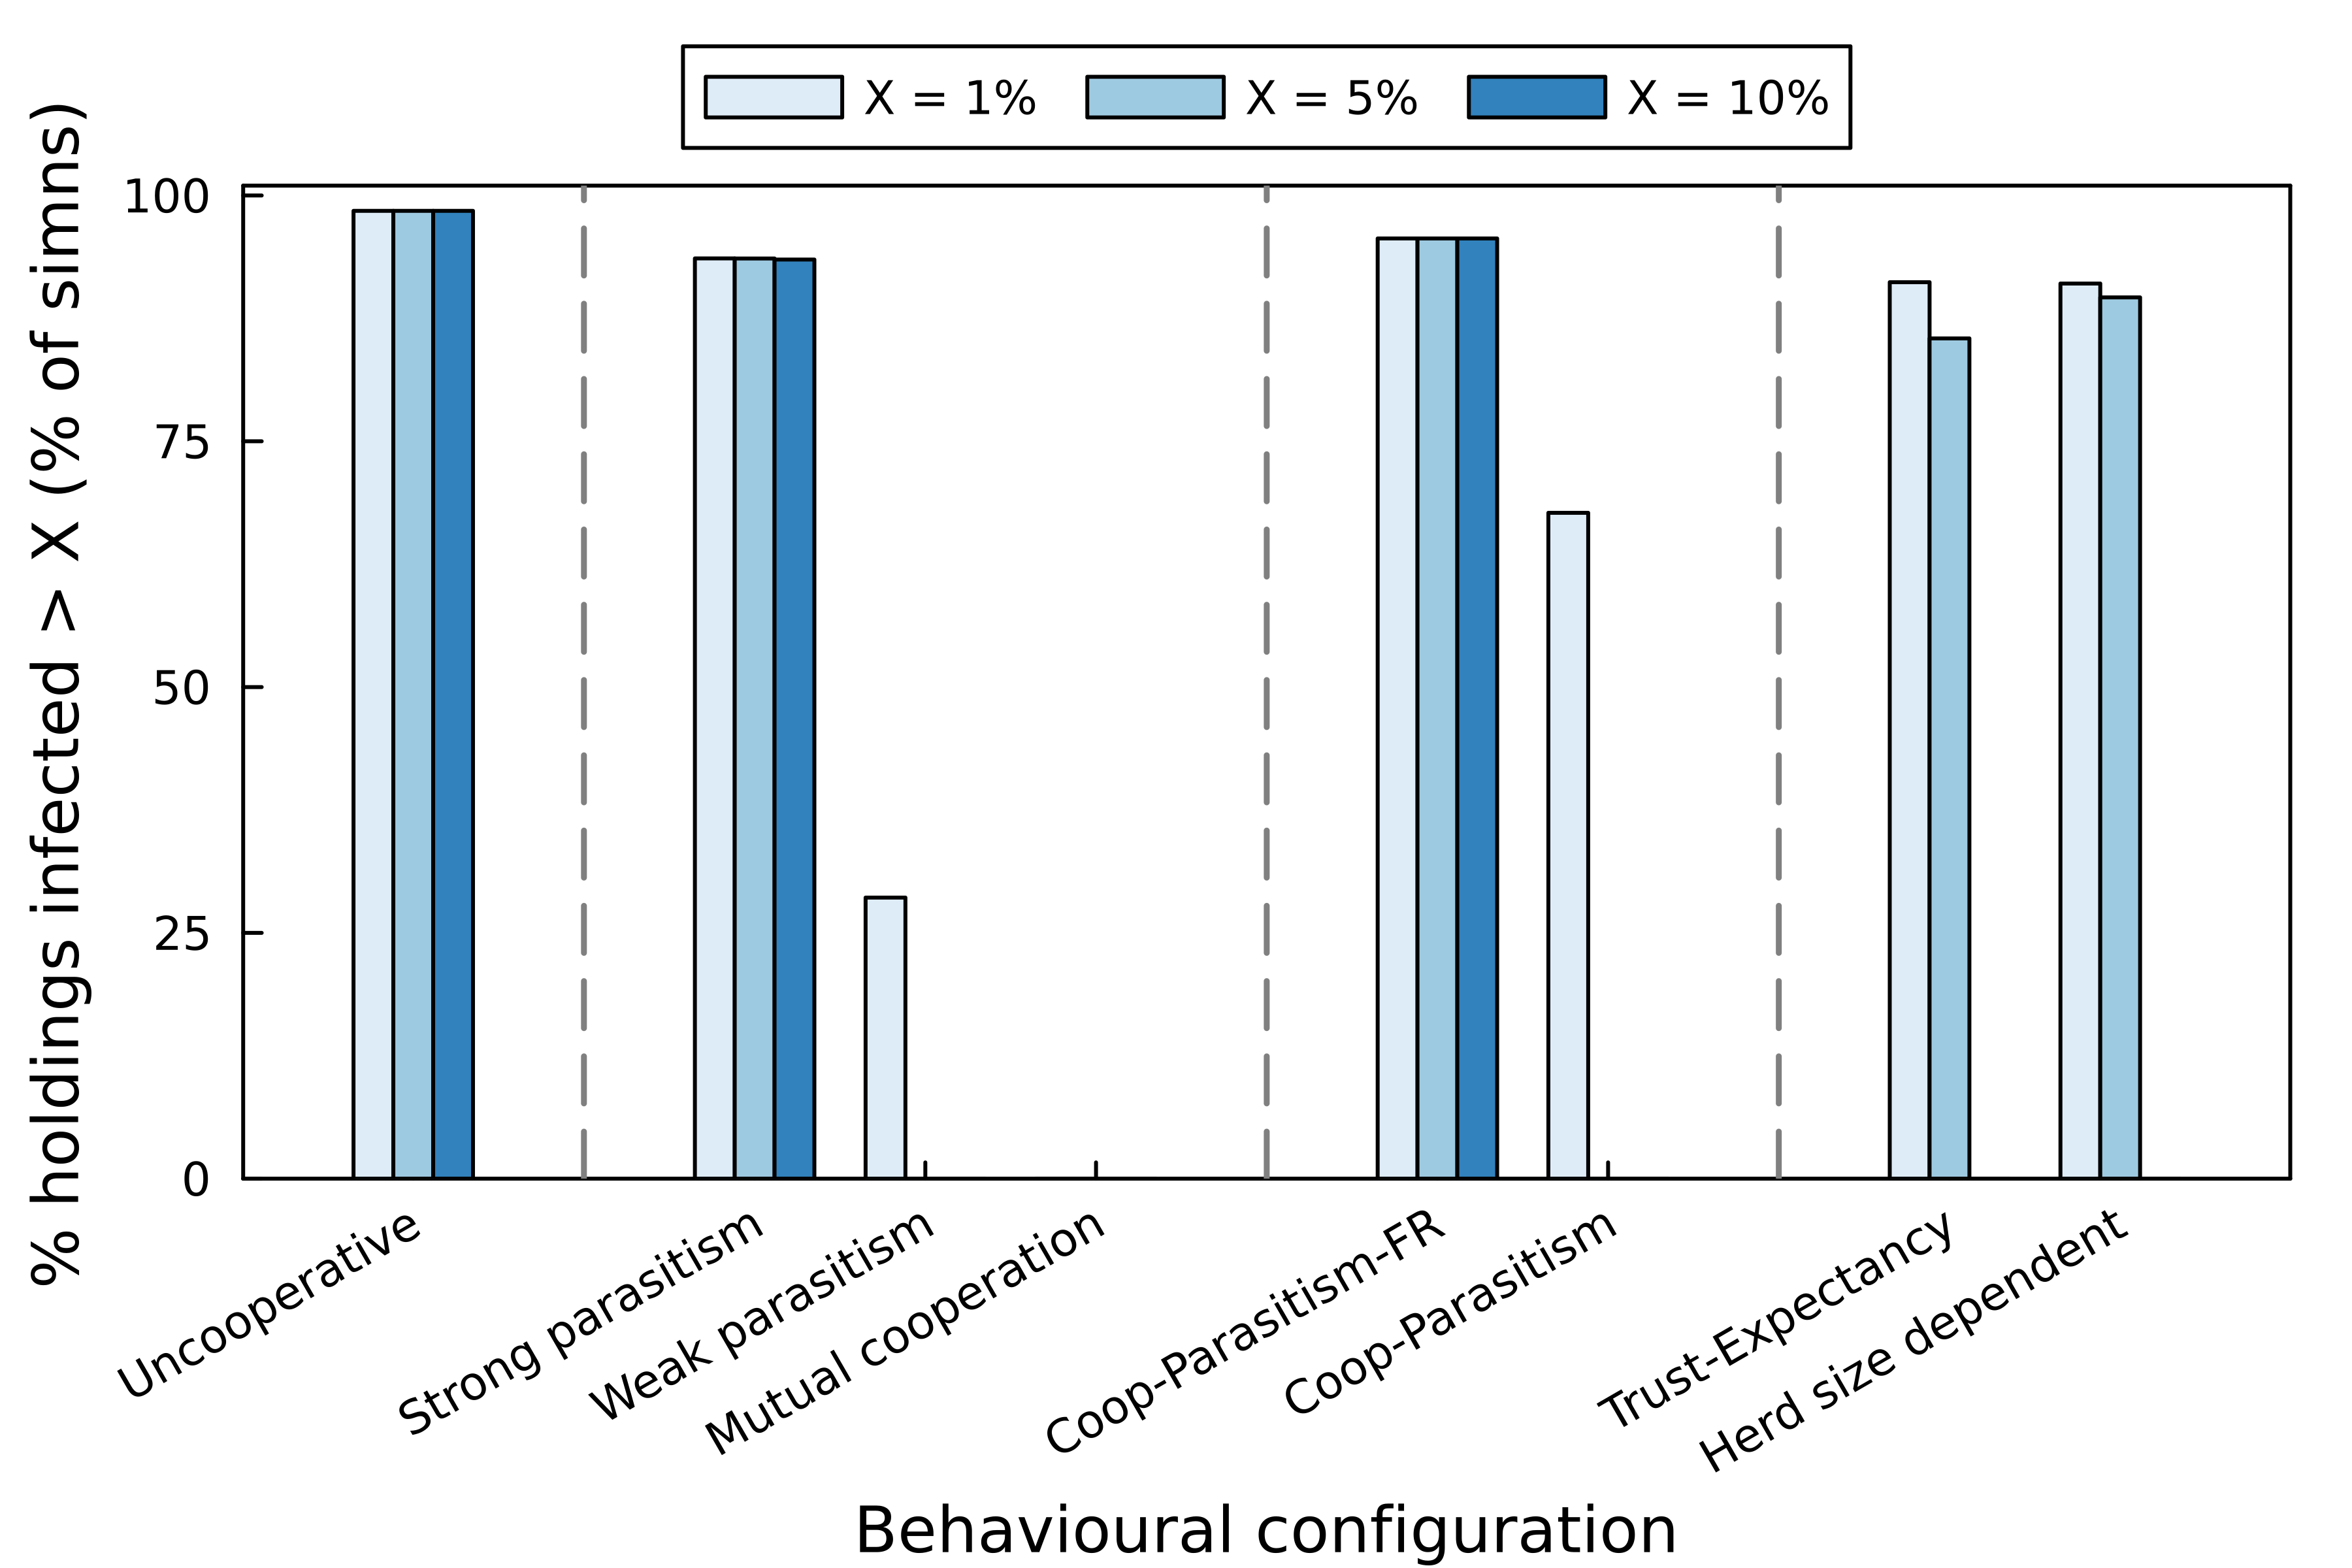 X = 1%
X = 5%
X = 10%
% holdings infected > X (% of simns)
100
75
50
25
0
Uncooperative
Strong parasitism
Weak parasitism
Mutual cooperation
Coop-Parasitism-FR
Coop-Parasitism
Trust-Expectancy
Herd size dependent
Behavioural configuration